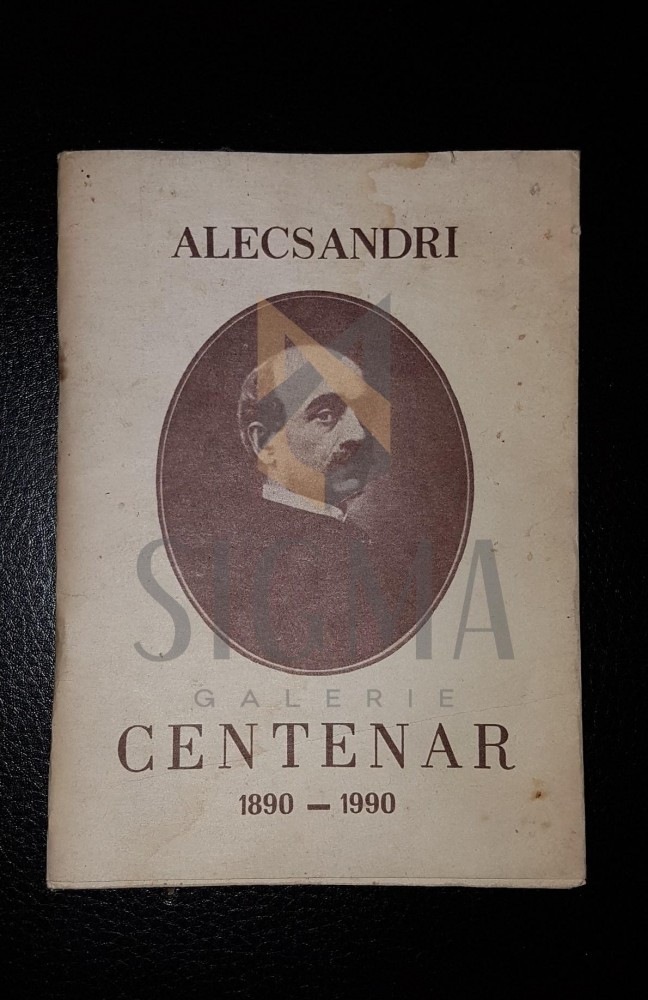 ALECSANDRI
SIGMA
GALERIE
CENTENAR
1890 — 1990